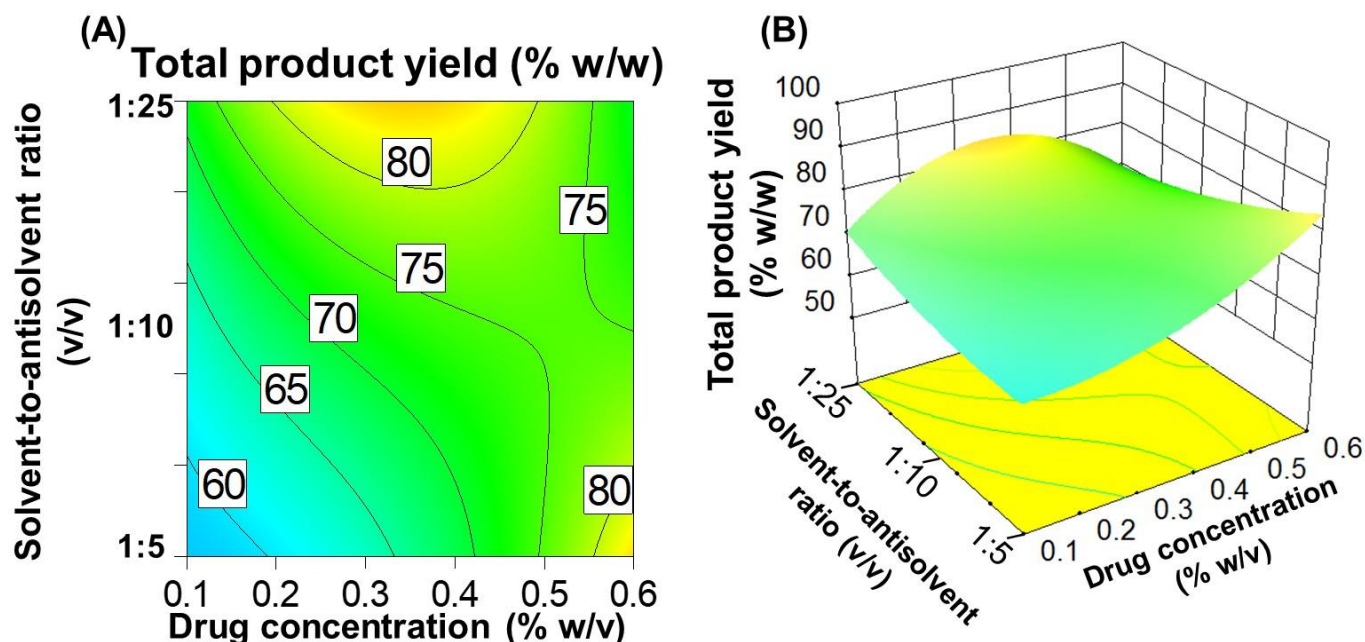 (A)
Total product yield (% w/w)
Solvent-to-antisolvent ratio
(v/v)
1:25
1:10
1:5
80
75
75
70
65
60
80
0.1 0.2 0.3 0.4 0.5 0.6
Drug concentration (% w/v)
(B)
Total product yield
(% w/w)
100
90
80
70
60
50
1:25
1:10
1:5
Solvent-to-antisolvent
ratio (v/v)
0.1 0.2 0.3 0.4 0.5 0.6
Drug concentration
(% w/v)